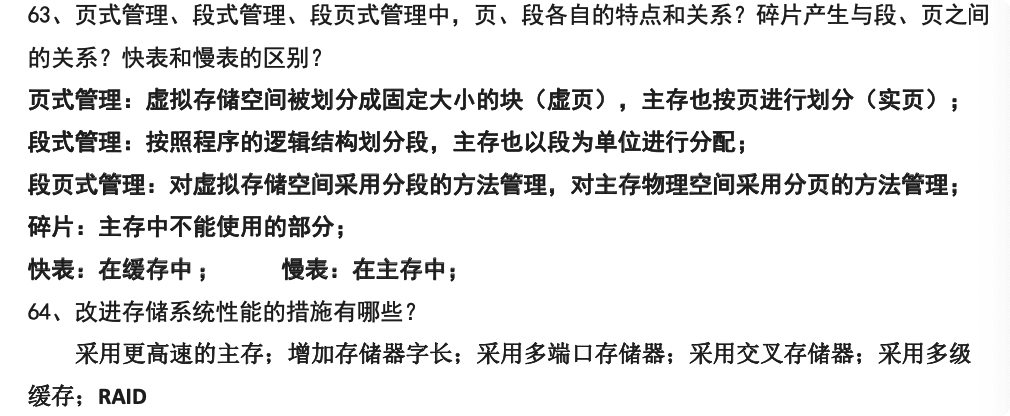 63、页式管理、段式管理、段页式管理中，页、段各自的特点和关系？碎片产生与段、页之间
的关系？快表和慢表的区别？
页式管理：虚拟存储空间被划分成固定大小的块（虚页），主存也按页进行划分（实页）；
段式管理：按照程序的逻辑结构划分段，主存也以段为单位进行分配；
段页式管理：对虚拟存储空间采用分段的方法管理，对主存物理空间采用分页的方法管理；
碎片：主存中不能使用的部分；
快表：在缓存中； 慢表：在主存中；
64、改进存储系统性能的措施有哪些？
采用更高速的主存；增加存储器字长；采用多端口存储器；采用交叉存储器；采用多级
缓存；RAID